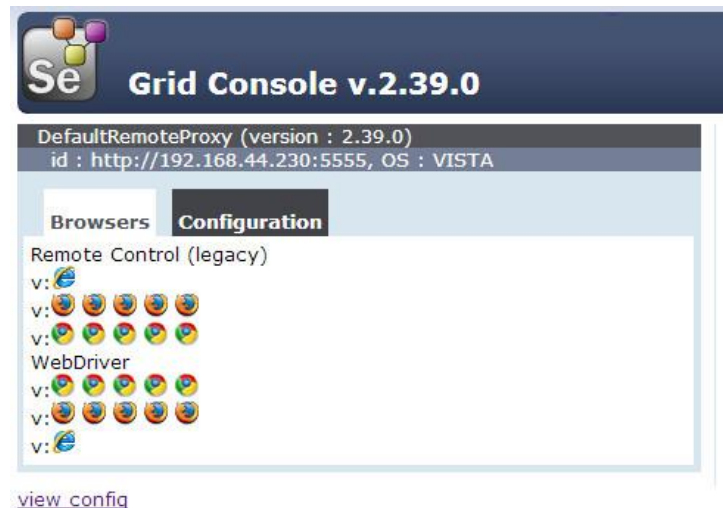 Se
Grid Console v.2.39.0
DefaultRemoteProxy (version : 2.39.0)
id : http://192.168.44.230:5555, OS : VISTA
Browsers Configuration
Remote Control (legacy)
v:
v:
v:
WebDriver
v:
v:
v:
view config